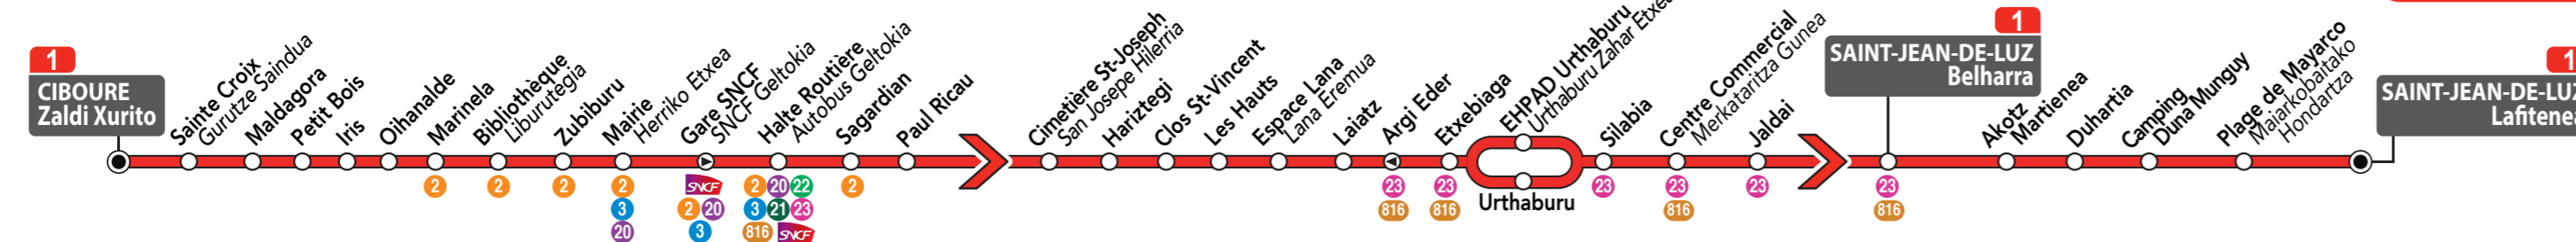 1
CIBOURE
Zaldi Xurito
Sainte Croix
Gurutze Saindua
Maldagora
Petit Bois
Iris
Oihanalde
Marinela
2
Bibliothèque
Liburutegia
2
Zubiburu
2
Mairie
Herriko Etxea
2
3
20
Gare SNCF
SNCF Geltokia
SNCF
2 20
3
Halte Routière
Autobus Geltokia
2 20 22
3 21 23
816 SNCF
Sagardian
2
Paul Ricau
Cimetière St-Joseph
San Josepe Hilerria
Hariztegi
Clos St-Vincent
Les Hauts
Espace Lana
Lana Eremua
Laiatz
Argi Eder
23
816
Etxebiaga
23
816
EHPAD Urthaburu
Urthaburu Zahar
Urthaburu
Silabia
23
Centre Commercial
Merkataritza Gunea
23
816
Jaldai
23
1
SAINT-JEAN-DE-LUZ
Belharra
23
816
Akotz
Martienea
Duhartia
Camping
Duna Munguy
Plage de Mayarco
Maiarkobaitako
Hondartza
1
SAINT-JEAN-DE-LUZ